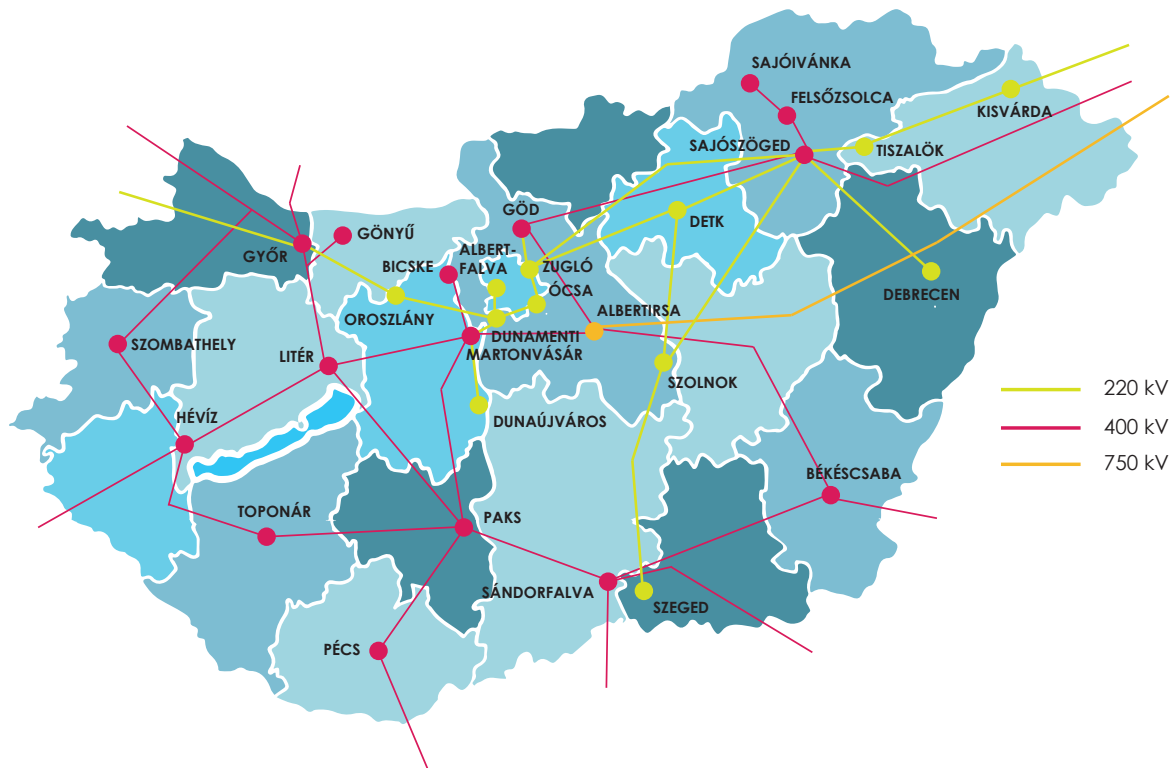 SAJÓIVÁNKA
FELSŐZSOLCA
KISVÁRDA
SAJÓSZÖGED
TISZALÖK
GÖD
DETK
GÖNYŰ
ALBERT-
FALVA
GYŐR
BICSKE
ZUGLÓ
ÓCSA
DEBRECEN
OROSZLÁNY
ALBERTIRSA
DUNAMENTI
SZOMBATHELY
LITÉR
MARTONVÁSÁR
SZOLNOK
220 kV
HÉVÍZ
DUNAÚJVÁROS
400 kV
750 kV
BÉKÉSCSABA
TOPONÁR
PAKS
SÁNDORFALVA
SZEGED
PÉCS